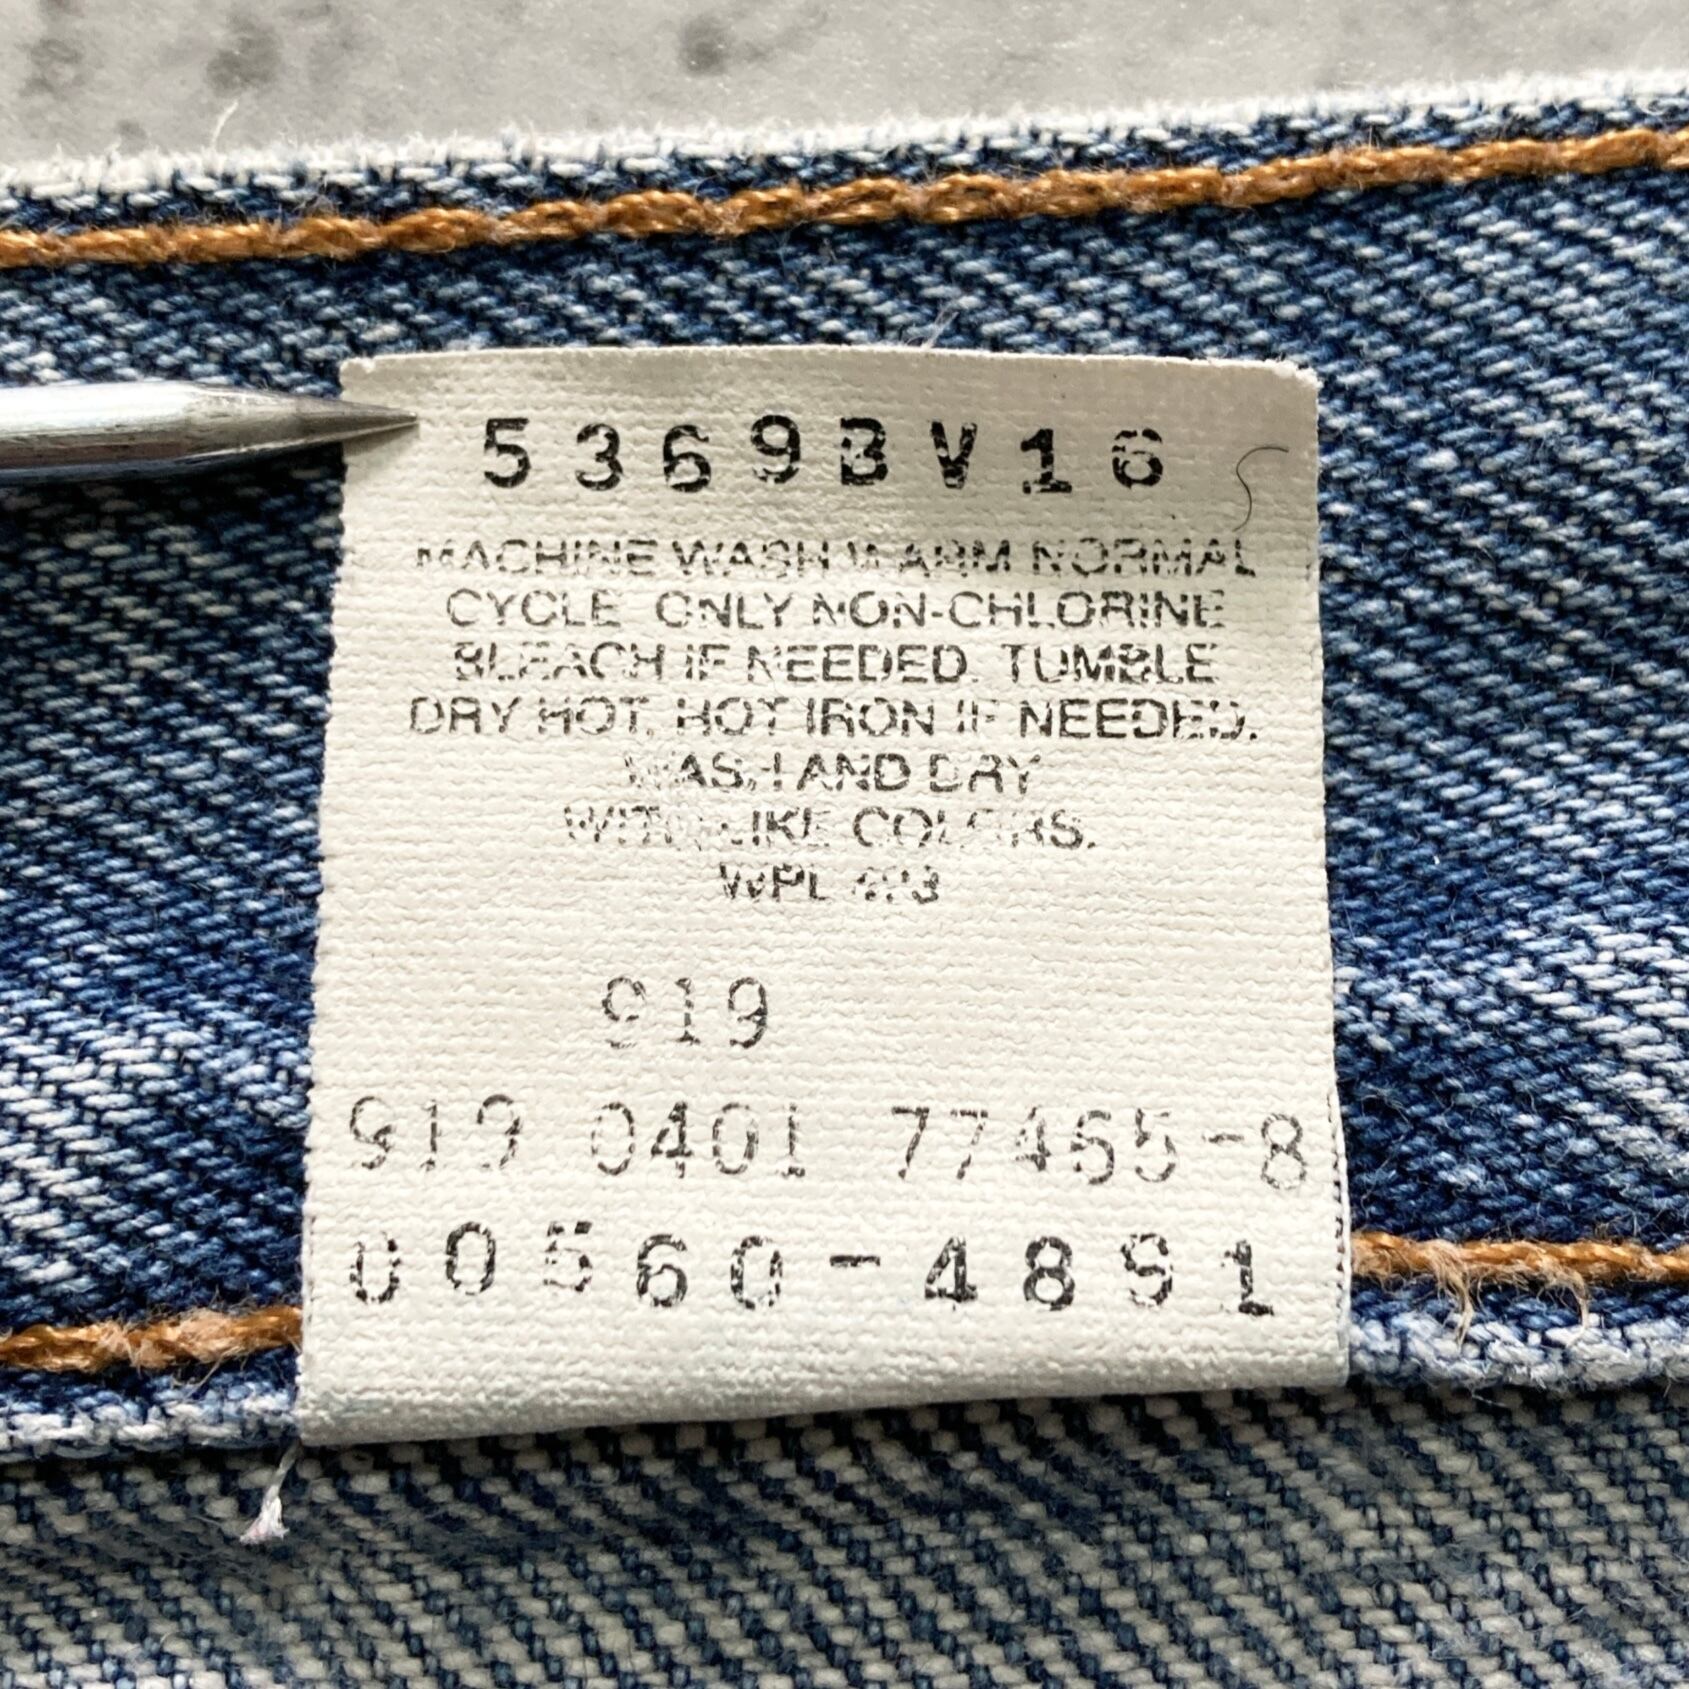 5369BV16
MACHINE WASH WARM NORMAL
CYCLE ONLY NON-CHLORINE
BLEACH IF NEEDED. TUMBLE
DRY HOT. HOT IRON IF NEEDED.
WASH AND DRY
WITH LIKE COLORS.
WPL 423
919
919 0401 77465-8
00560-4891